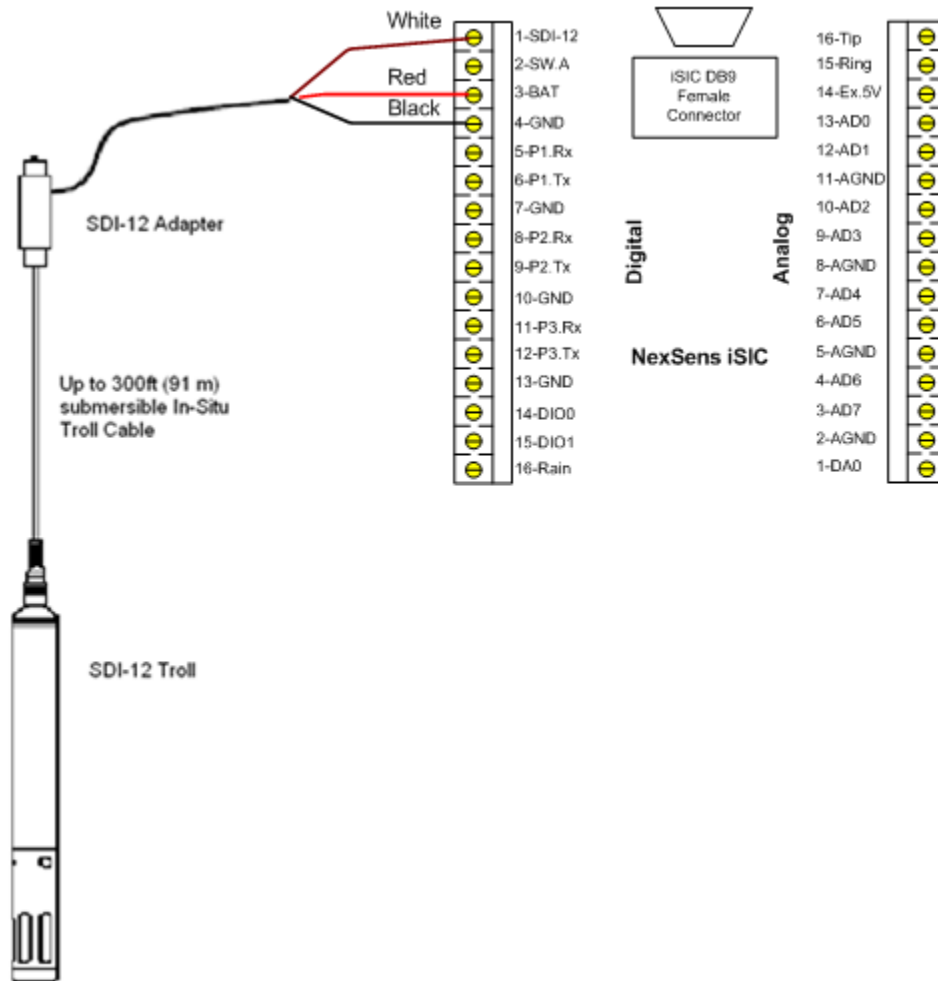 White
Red
Black
1-SDI-12
2-SW.A
3-BAT
4-GND
5-P1.Rx
6-P1.Tx
7-GND
8-P2.Rx
9-P2.Tx
10-GND
11-P3.Rx
12-P3.Tx
13-GND
14-DIO0
15-DIO1
16-Rain
iSIC DB9
Female
Connector
Digital
Analog
NexSens iSIC
16-Tip
15-Ring
14-Ex.5V
13-AD0
12-AD1
11-AGND
10-AD2
9-AD3
8-AGND
7-AD4
6-AD5
5-AGND
4-AD6
3-AD7
2-AGND
1-DA0
SDI-12 Adapter
Up to 300ft (91 m)
submersible In-Situ
Troll Cable
SDI-12 Troll